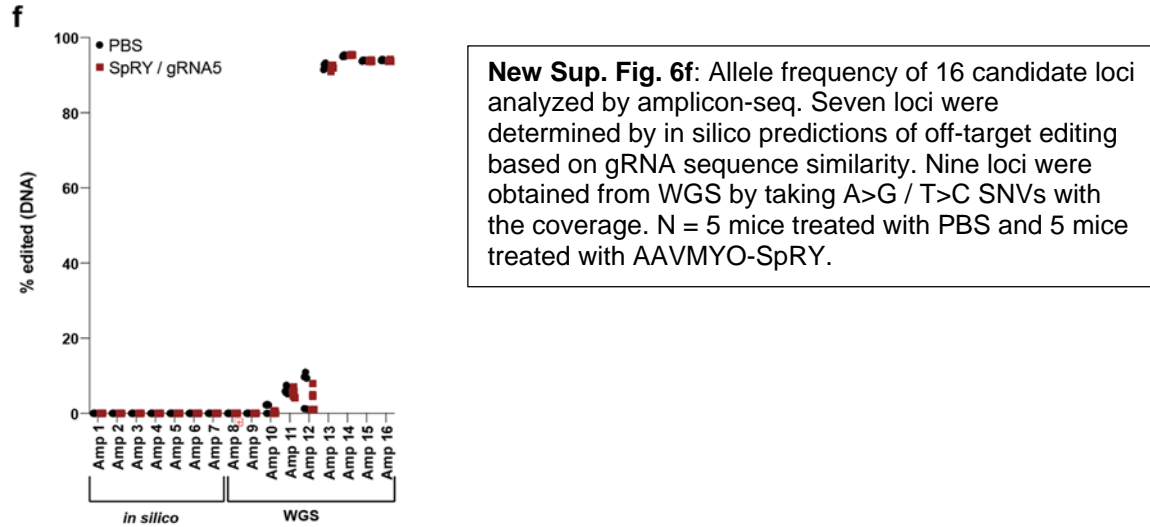 f
100
80
60
40
20
0
% edited (DNA)
PBS
SpRY / gRNA5
Amp 1
Amp 2
Amp 3
Amp 4
Amp 5
Amp 6
Amp 7
Amp 8
Amp 9
Amp 10
Amp 11
Amp 12
Amp 13
Amp 14
Amp 15
Amp 16
in silico
WGS
New Sup. Fig. 6f: Allele frequency of 16 candidate loci
analyzed by amplicon-seq. Seven loci were
determined by in silico predictions of off-target editing
based on gRNA sequence similarity. Nine loci were
obtained from WGS by taking A>G / T>C SNVs with
the coverage. N = 5 mice treated with PBS and 5 mice
treated with AAVMYO-SpRY.